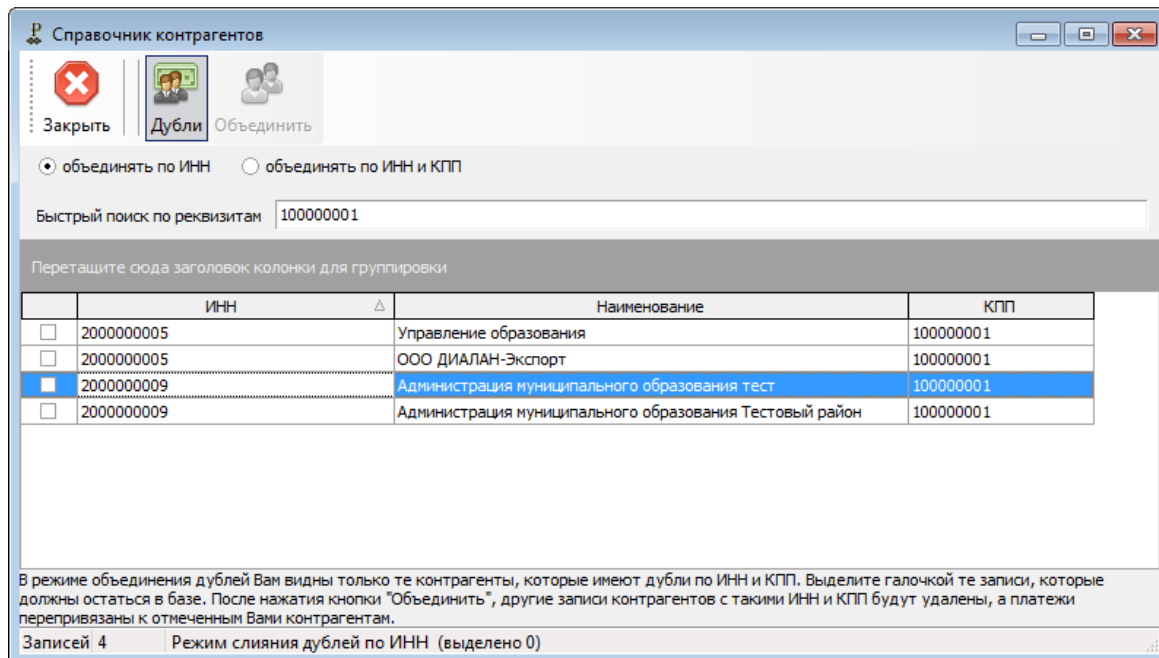 Справочник контрагентов
Закрыть Дубли Объединить
объединять по ИНН объединять по ИНН и КПП
Быстрый поиск по реквизитам 100000001
Перетащите сюда заголовок колонки для группировки
ИНН Наименование КПП
2000000005 Управление образования 100000001
2000000005 ООО ДИАЛАН-Экспорт 100000001
2000000009 Администрация муниципального образования тест 100000001
2000000009 Администрация муниципального образования Тестовый район 100000001
В режиме объединения дублей Вам видны только те контрагенты, которые имеют дубли по ИНН и КПП. Выделите галочкой те записи, которые
должны остаться в базе. После нажатия кнопки "Объединить", другие записи контрагентов с такими ИНН и КПП будут удалены, а платежи
перепривязаны к отмеченным Вами контрагентам.
Записей 4 Режим слияния дублей по ИНН (выделено 0)